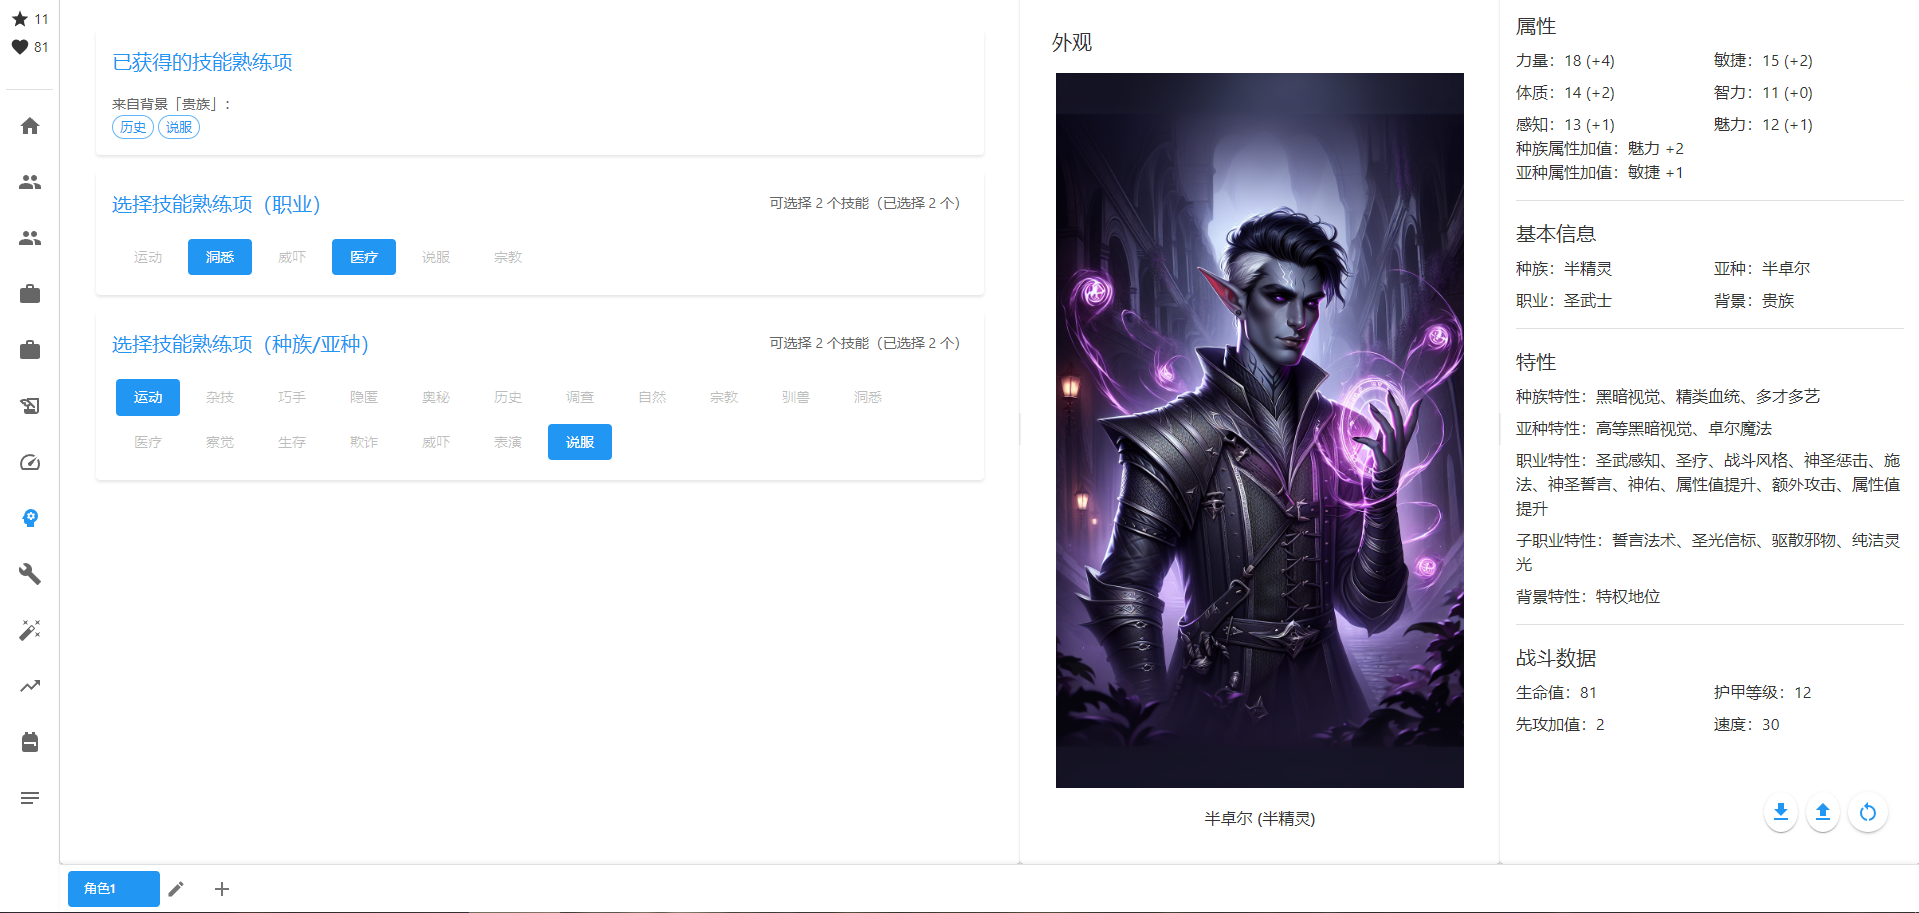 11
81
已获得的技能熟练项
来自背景「贵族」：
历史 说服
选择技能熟练项（职业）
可选择 2 个技能（已选择 2 个）
运动 洞悉 威吓 医疗 说服 宗教
选择技能熟练项（种族/亚种）
可选择 2 个技能（已选择 2 个）
运动 杂技 巧手 隐匿 奥秘 历史 调查 自然 宗教 驯兽 洞悉
医疗 察觉 生存 欺诈 威吓 表演 说服
外观
半卓尔 (半精灵)
属性
力量：18 (+4) 敏捷：15 (+2)
体质：14 (+2) 智力：11 (+0)
感知：13 (+1) 魅力：12 (+1)
种族属性加值：魅力 +2
亚种属性加值：敏捷 +1
基本信息
种族：半精灵 亚种：半卓尔
职业：圣武士 背景：贵族
特性
种族特性：黑暗视觉、精类血统、多才多艺
亚种特性：高等黑暗视觉、卓尔魔法
职业特性：圣武感知、圣疗、战斗风格、神圣惩击、施
法、神圣誓言、神佑、属性值提升、额外攻击、属性值
提升
子职业特性：誓言法术、圣光信标、驱散邪物、纯洁灵
光
背景特性：特权地位
战斗数据
生命值：81 护甲等级：12
先攻加值：2 速度：30
角色1